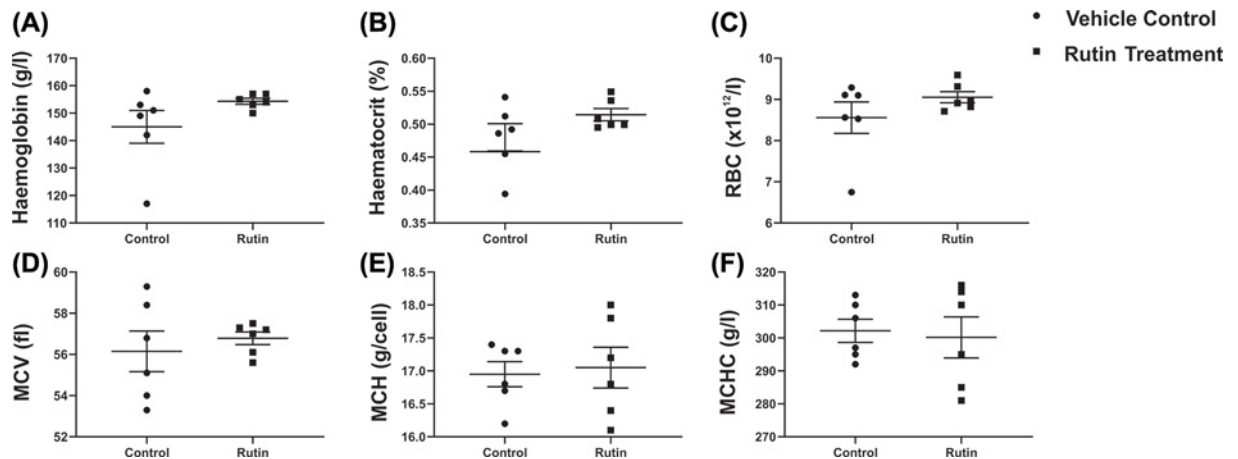 (A)
Haemoglobin (g/l)
160
150
140
130
120
110
Control
Rutin
(B)
Haematocrit (%)
0.60
0.55
0.50
0.45
0.40
0.35
Control
Rutin
(C)
RBC (x10¹²/l)
10
9
8
7
6
Control
Rutin
Vehicle Control
Rutin Treatment
(D)
MCV (fl)
60
58
56
54
52
Control
Rutin
(E)
MCH (g/cell)
18.5
18.0
17.5
17.0
16.5
16.0
Control
Rutin
(F)
MCHC (g/l)
320
310
300
290
280
270
Control
Rutin